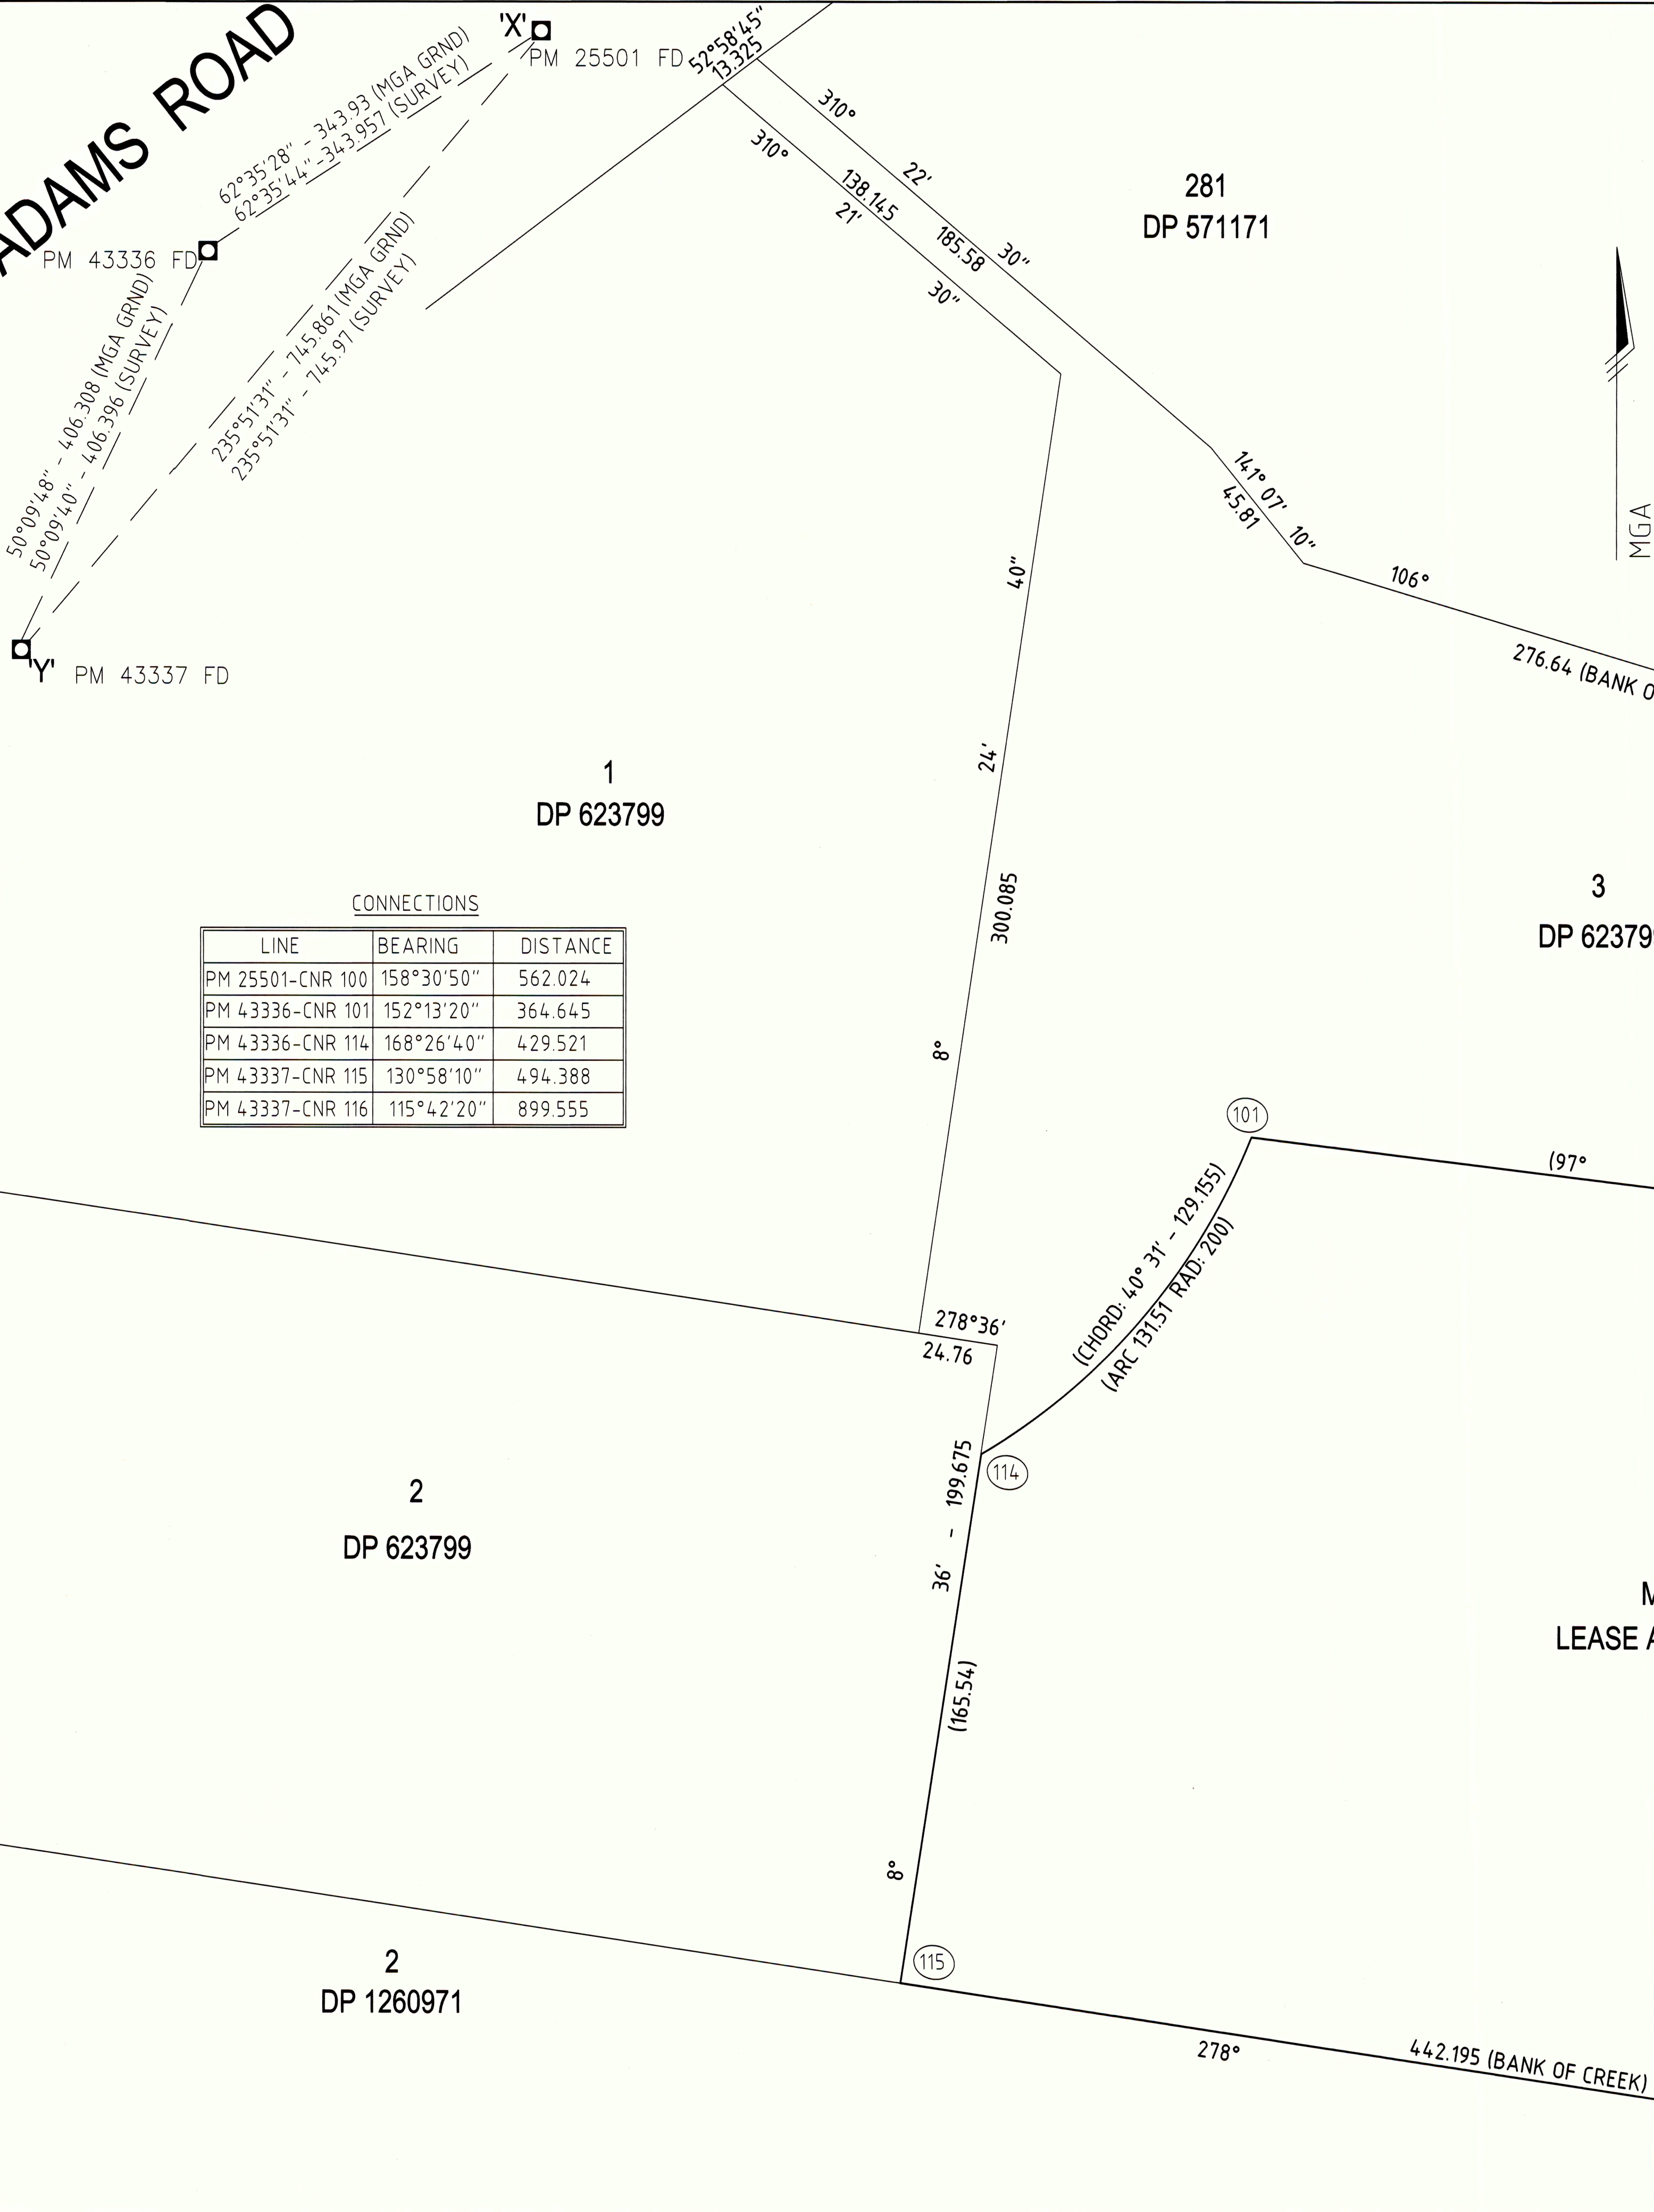 ADAMS ROAD
'X'
PM 25501 FD
62°35'28" - 343.93 (MGA GRND)
62°35'44" - 343.957 (SURVEY)
PM 43336 FD
50°09'48" - 406.308 (MGA GRND)
50°09'40" - 406.396 (SURVEY)
235°51'31" - 745.861 (MGA GRND)
235°51'31" - 745.97 (SURVEY)
'Y' PM 43337 FD
52°58'45"
13.325
310° 22' 30"
185.58
138.145
310° 21' 30"
281
DP 571171
141° 07' 10"
45.81
106°
276.64 (BANK O
MGA
8° 24' 40"
300.085
1
DP 623799
3
DP 623799
CONNECTIONS
LINE BEARING DISTANCE
PM 25501-CNR 100 158°30'50" 562.024
PM 43336-CNR 101 152°13'20" 364.645
PM 43336-CNR 114 168°26'40" 429.521
PM 43337-CNR 115 130°58'10" 494.388
PM 43337-CNR 116 115°42'20" 899.555
101
(97°
(CHORD: 40° 31' - 129.155)
(ARC 131.51 RAD: 200)
278°36'
24.76
114
8° 36' - 199.675
(165.54)
2
DP 623799
M
LEASE A
115
2
DP 1260971
278°
442.195 (BANK OF CREEK)